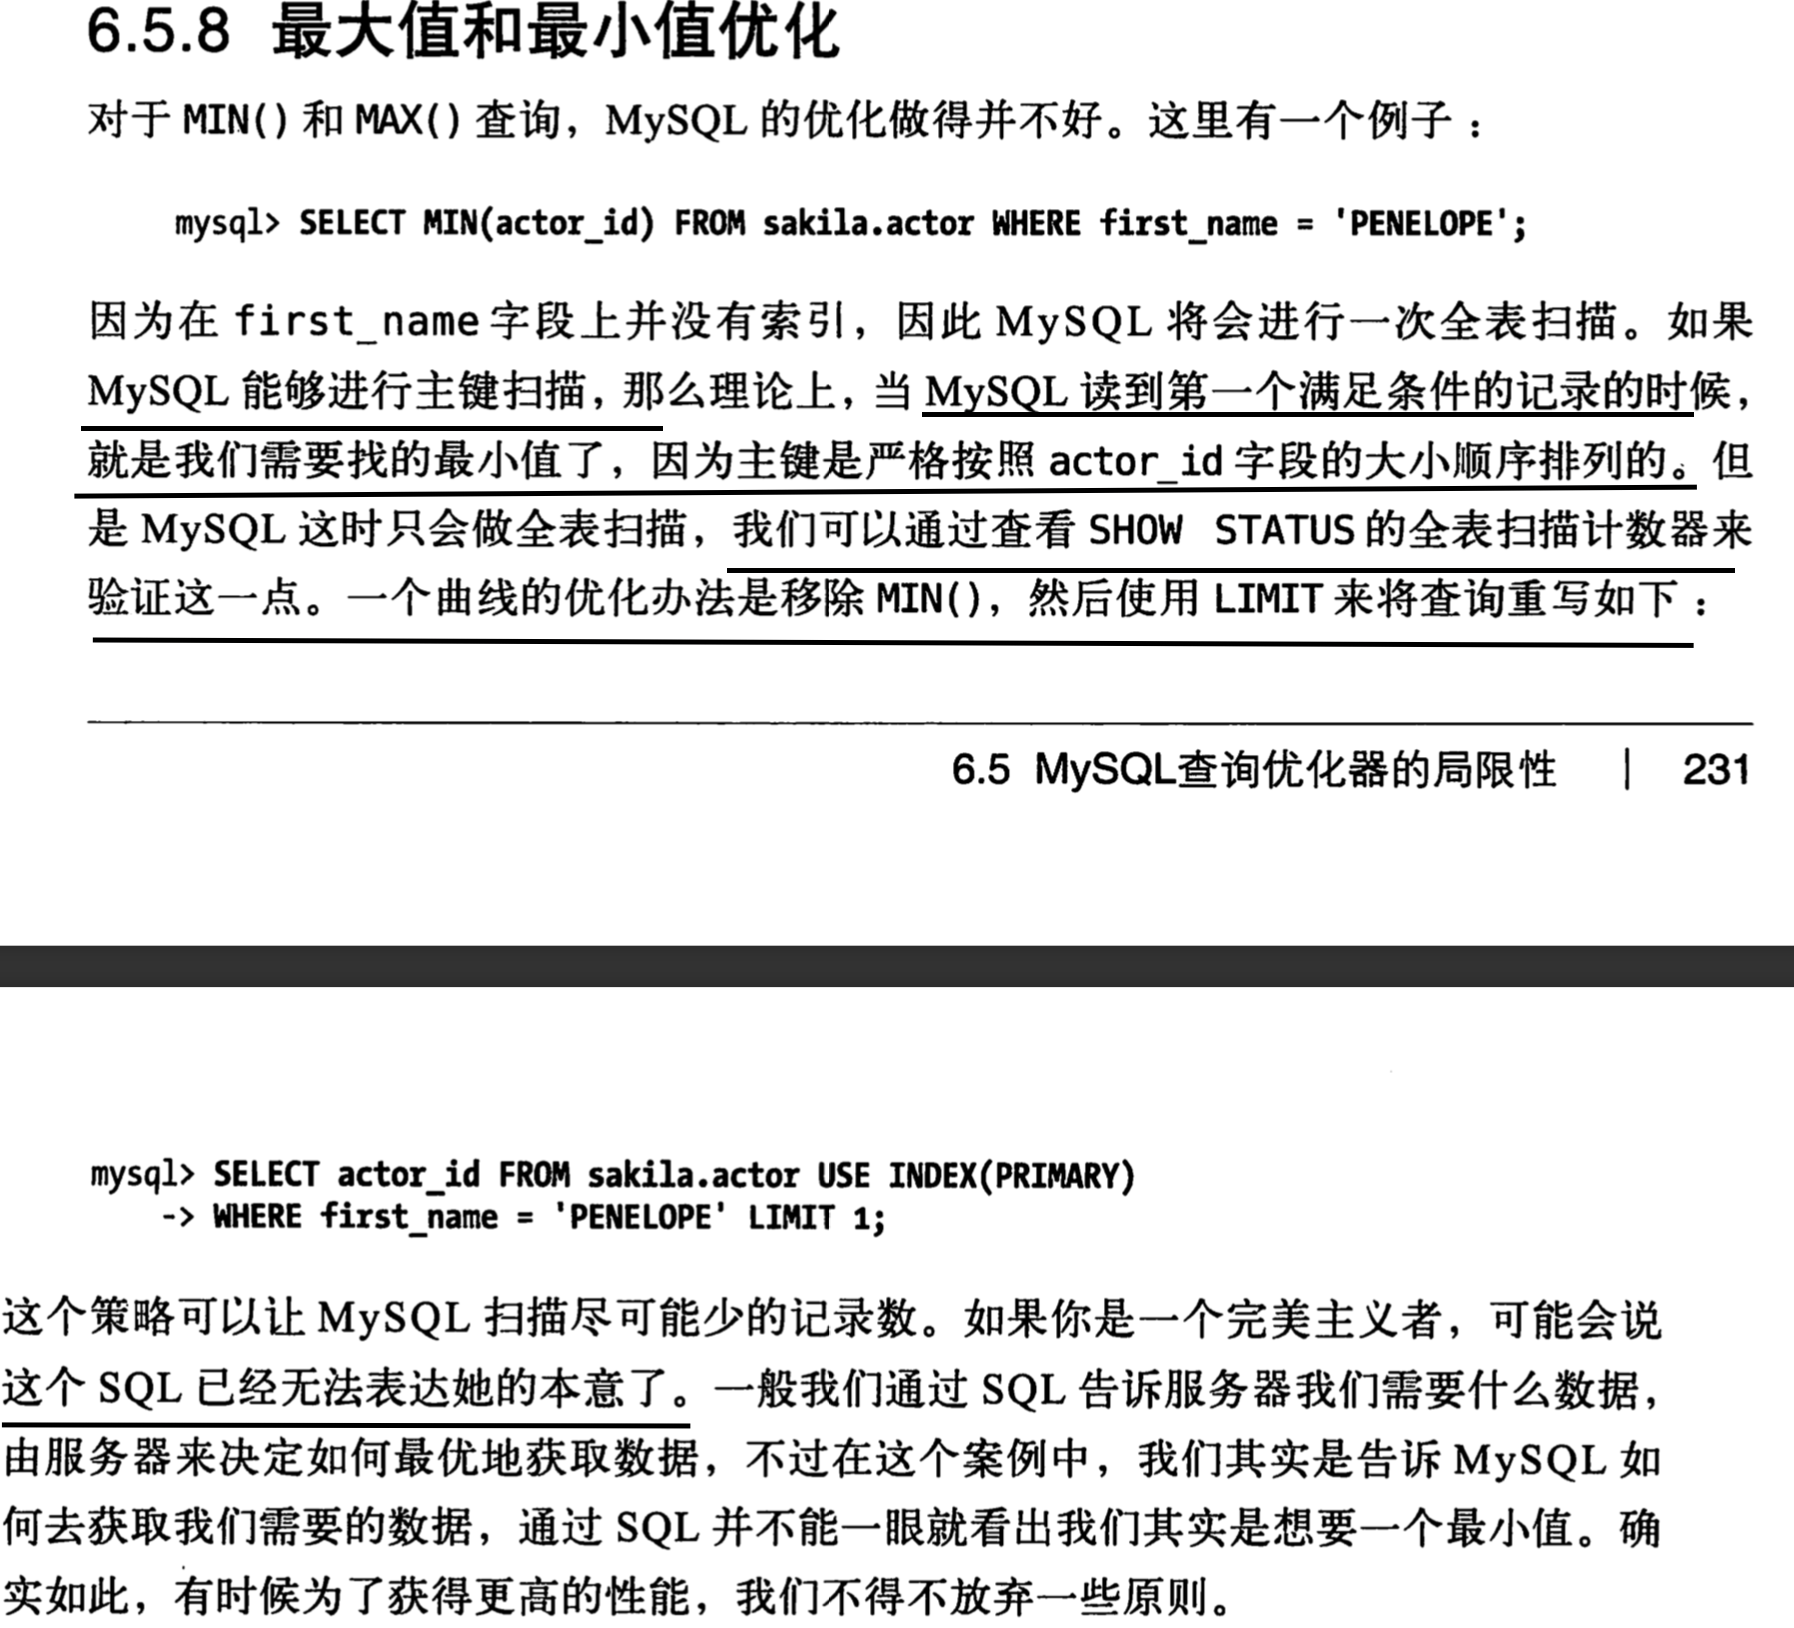 6.5.8 最大值和最小值优化
对于 MIN() 和 MAX() 查询，MySQL 的优化做得并不好。这里有一个例子：
mysql> SELECT MIN(actor_id) FROM sakila.actor WHERE first_name = 'PENELOPE';
因为在 first_name 字段上并没有索引，因此 MySQL 将会进行一次全表扫描。如果
MySQL 能够进行主键扫描，那么理论上，当 MySQL 读到第一个满足条件的记录的时候，
就是我们需要找的最小值了，因为主键是严格按照 actor_id 字段的大小顺序排列的。但
是 MySQL 这时只会做全表扫描，我们可以通过查看 SHOW STATUS 的全表扫描计数器来
验证这一点。一个曲线的优化办法是移除 MIN()，然后使用 LIMIT 来将查询重写如下：
6.5 MySQL查询优化器的局限性 | 231
mysql> SELECT actor_id FROM sakila.actor USE INDEX(PRIMARY)
-> WHERE first_name = 'PENELOPE' LIMIT 1;
这个策略可以让 MySQL 扫描尽可能少的记录数。如果你是一个完美主义者，可能会说
这个 SQL 已经无法表达她的本意了。一般我们通过 SQL 告诉服务器我们需要什么数据，
由服务器来决定如何最优地获取数据，不过在这个案例中，我们其实是告诉 MySQL 如
何去获取我们需要的数据，通过 SQL 并不能一眼就看出我们其实是想要一个最小值。确
实如此，有时候为了获得更高的性能，我们不得不放弃一些原则。